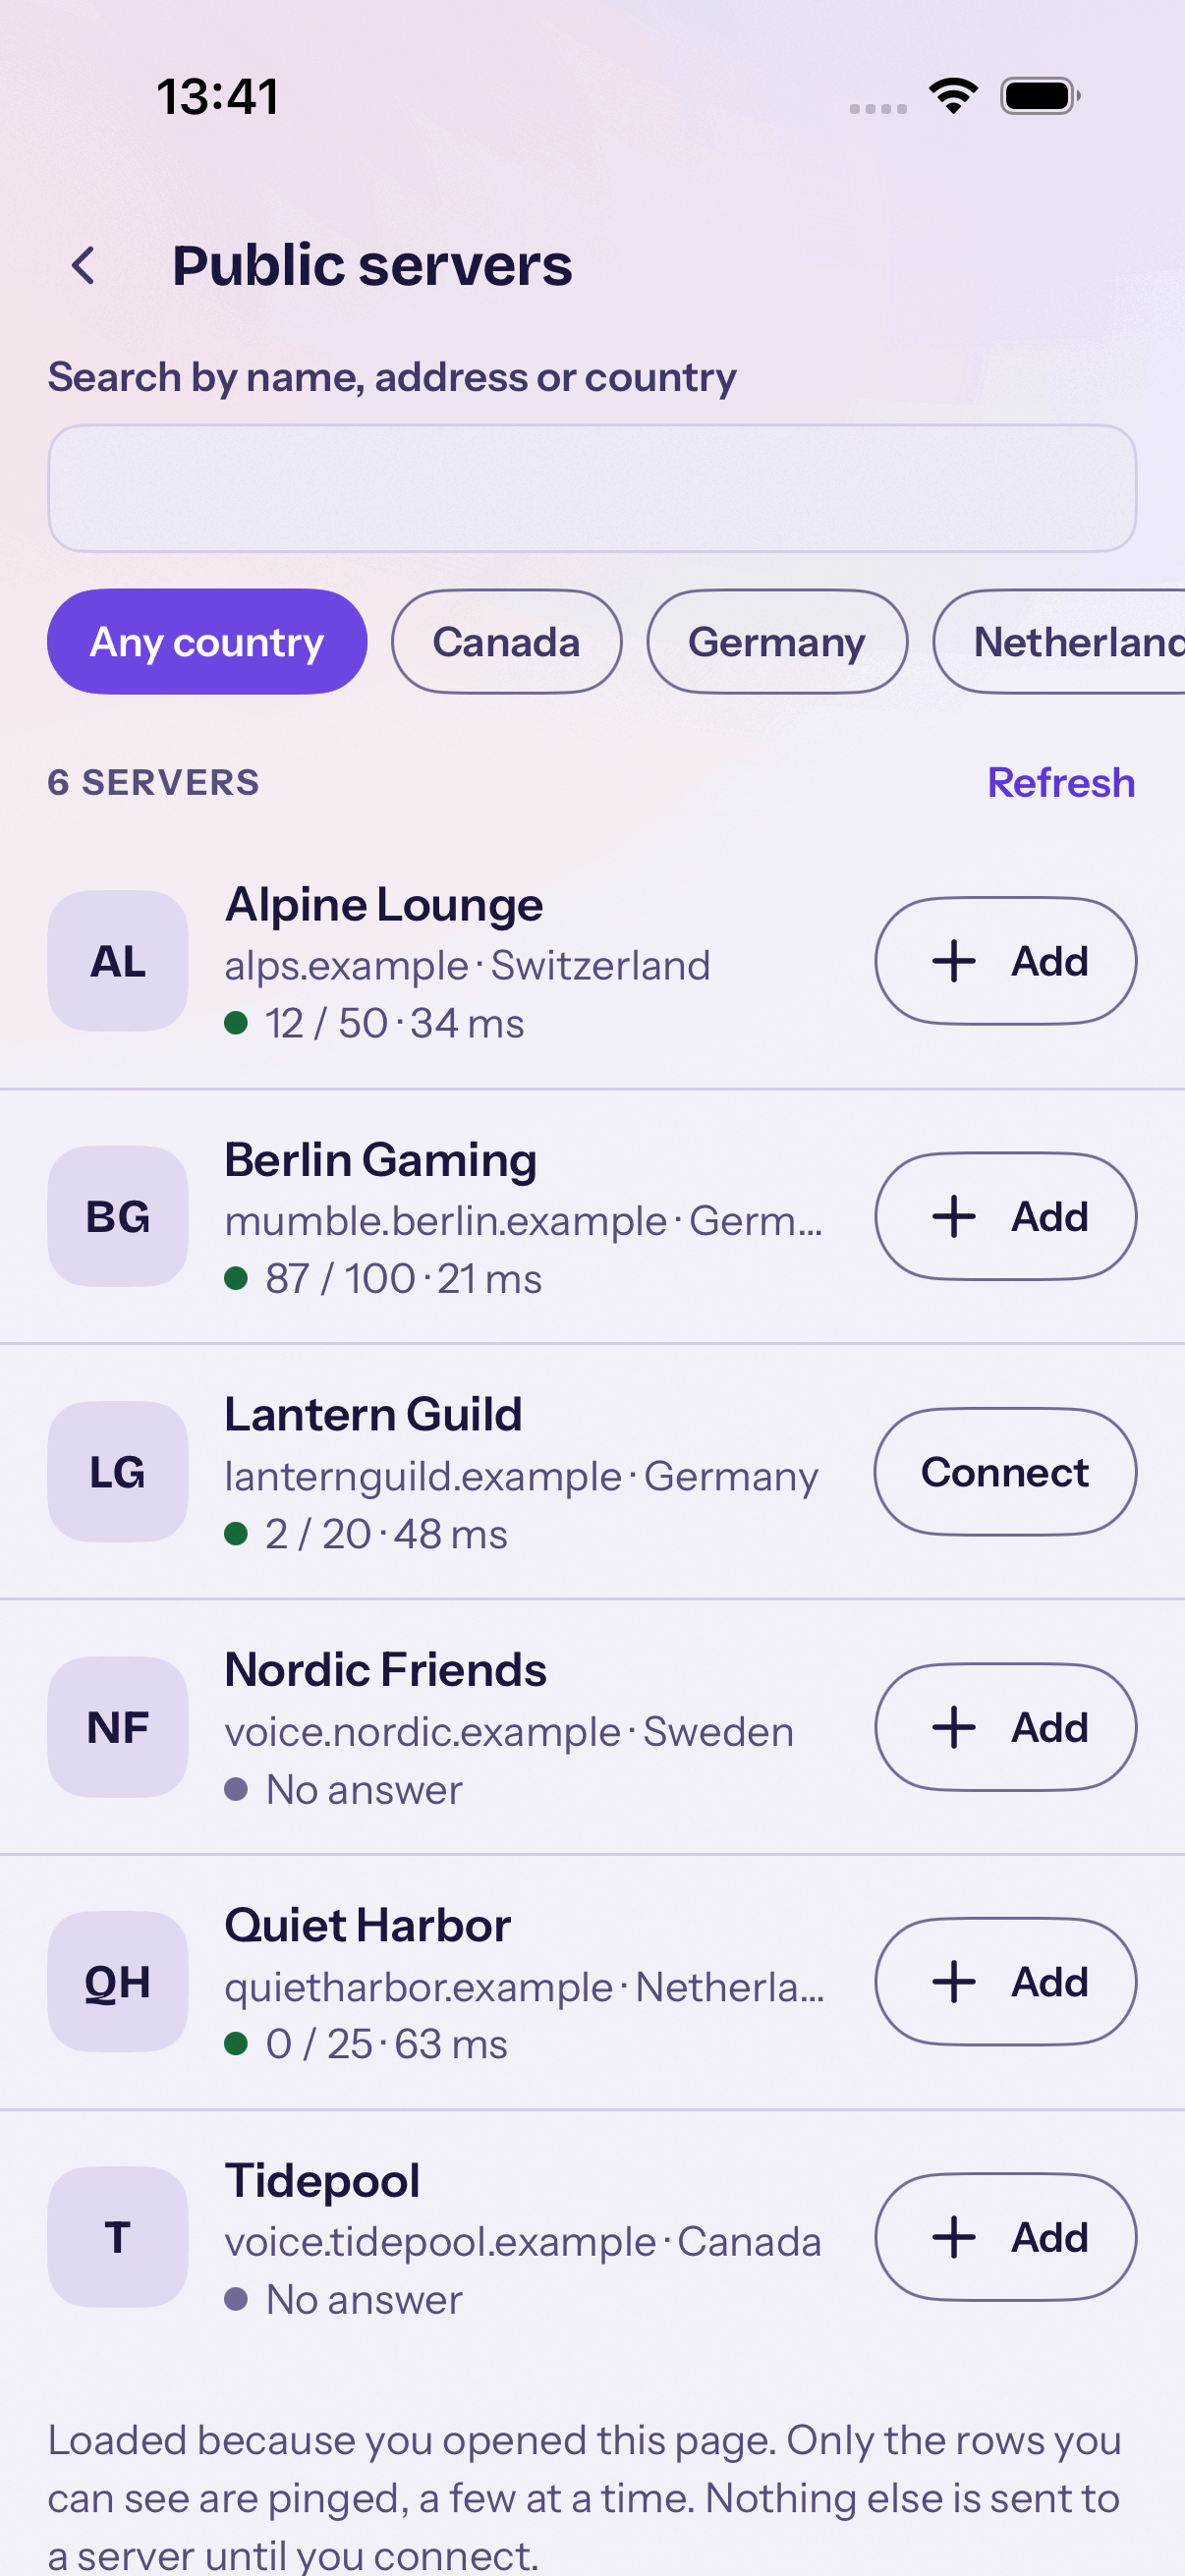 13:41
Public servers
Search by name, address or country
Any country
Canada
Germany
Netherland
6 SERVERS
Refresh
AL
Alpine Lounge
alps.example · Switzerland
12 / 50 · 34 ms
Add
BG
Berlin Gaming
mumble.berlin.example · Germ...
87 / 100 · 21 ms
Add
LG
Lantern Guild
lanternguild.example · Germany
2 / 20 · 48 ms
Connect
NF
Nordic Friends
voice.nordic.example · Sweden
No answer
Add
QH
Quiet Harbor
quietharbor.example · Netherla...
0 / 25 · 63 ms
Add
T
Tidepool
voice.tidepool.example · Canada
No answer
Add
Loaded because you opened this page. Only the rows you
can see are pinged, a few at a time. Nothing else is sent to
a server until you connect.